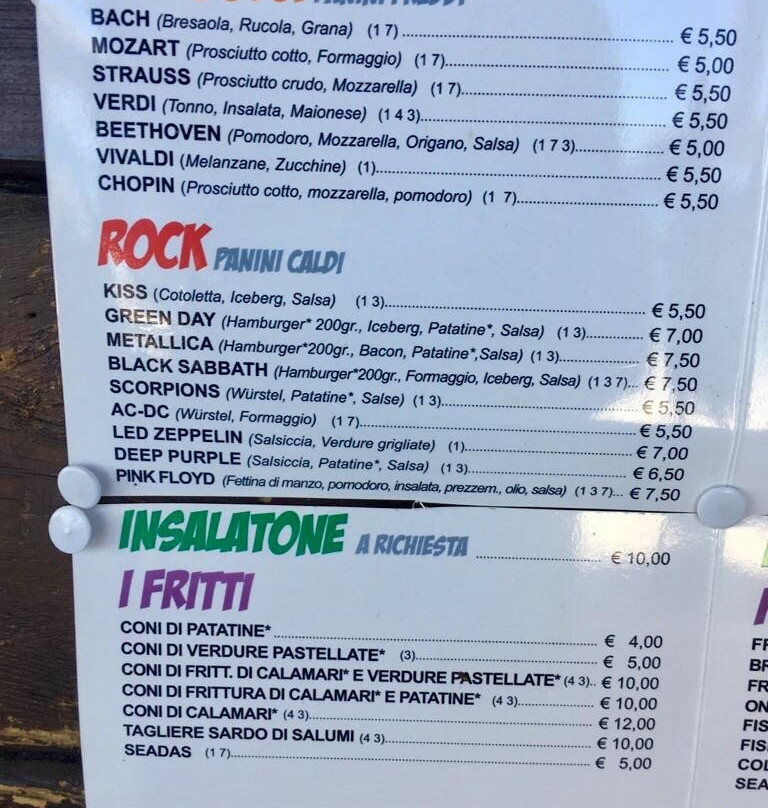 PANINI FREDDI
BACH (Bresaola, Rucola, Grana) (1 7) € 5,50
MOZART (Prosciutto cotto, Formaggio) (1 7) € 5,00
STRAUSS (Prosciutto crudo, Mozzarella) (1 7) € 5,50
VERDI (Tonno, Insalata, Maionese) (1 4 3) € 5,50
BEETHOVEN (Pomodoro, Mozzarella, Origano, Salsa) (1 7 3) € 5,00
VIVALDI (Melanzane, Zucchine) (1) € 5,50
CHOPIN (Prosciutto cotto, mozzarella, pomodoro) (1 7) € 5,50
ROCK PANINI CALDI
KISS (Cotoletta, Iceberg, Salsa) (1 3) € 5,50
GREEN DAY (Hamburger* 200gr., Iceberg, Patatine*, Salsa) (1 3) € 7,00
METALLICA (Hamburger*200gr., Bacon, Patatine*,Salsa) (1 3) € 7,50
BLACK SABBATH (Hamburger*200gr., Formaggio, Iceberg, Salsa) (1 3 7) € 7,50
SCORPIONS (Würstel, Patatine*, Salse) (1 3) € 5,50
AC-DC (Würstel, Formaggio) (1 7) € 5,50
LED ZEPPELIN (Salsiccia, Verdure grigliate) (1) € 7,00
DEEP PURPLE (Salsiccia, Patatine*, Salsa) (1 3) € 6,50
PINK FLOYD (Fettina di manzo, pomodoro, insalata, prezzem., olio, salsa) (1 3 7) € 7,50
INSALATONE A RICHIESTA € 10,00
I FRITTI
CONI DI PATATINE* € 4,00
CONI DI VERDURE PASTELLATE* (3) € 5,00
CONI DI FRITT. DI CALAMARI* E VERDURE PASTELLATE* (4 3) € 10,00
CONI DI FRITTURA DI CALAMARI* E PATATINE* (4 3) € 10,00
CONI DI CALAMARI* (4 3) € 12,00
TAGLIERE SARDO DI SALUMI (4 3) € 10,00
SEADAS (1 7) € 5,00
FR
BR
FR
ON
FIS
FIS
COL
SEA